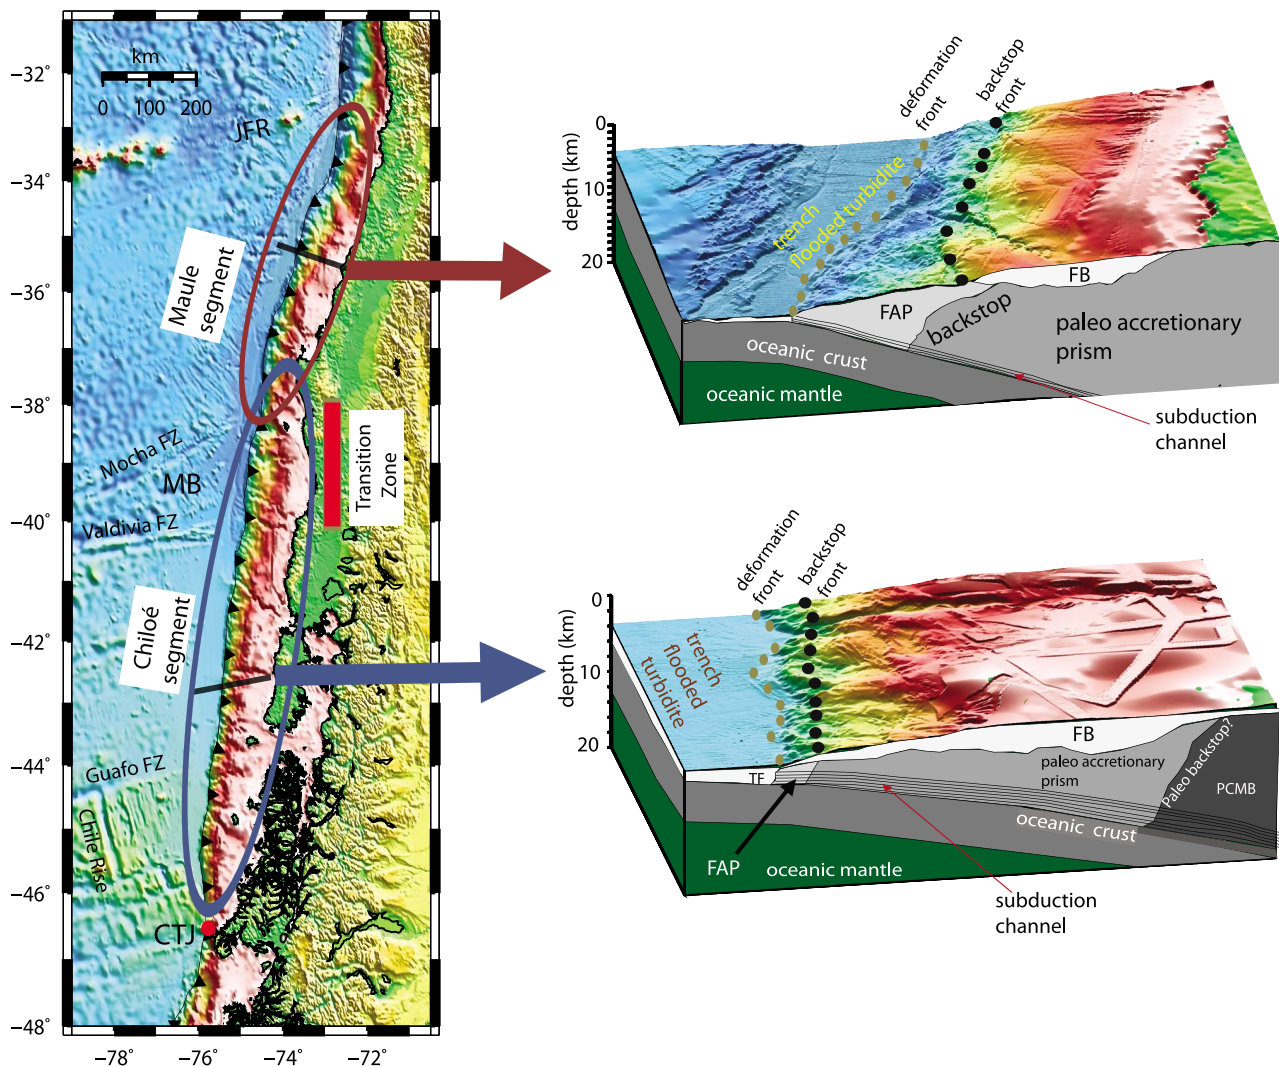 km
0 100 200
−32°
−34°
−36°
−38°
−40°
−42°
−44°
−46°
−48°
−78°
−76°
−74°
−72°
JFR
Maule
segment
Mocha FZ
MB
Valdivia FZ
Transition
Zone
Chiloé
segment
Guafo FZ
Chile Rise
CTJ
deformation
front
backstop
front
depth (km)
0
10
20
trench
flooded turbidite
FAP
backstop
FB
paleo accretionary
prism
oceanic crust
oceanic mantle
subduction
channel
deformation
front
backstop
front
depth (km)
0
10
20
trench
flooded
turbidite
TF
FB
paleo accretionary
prism
Paleo backstop?
PCMB
oceanic crust
FAP
oceanic mantle
subduction
channel